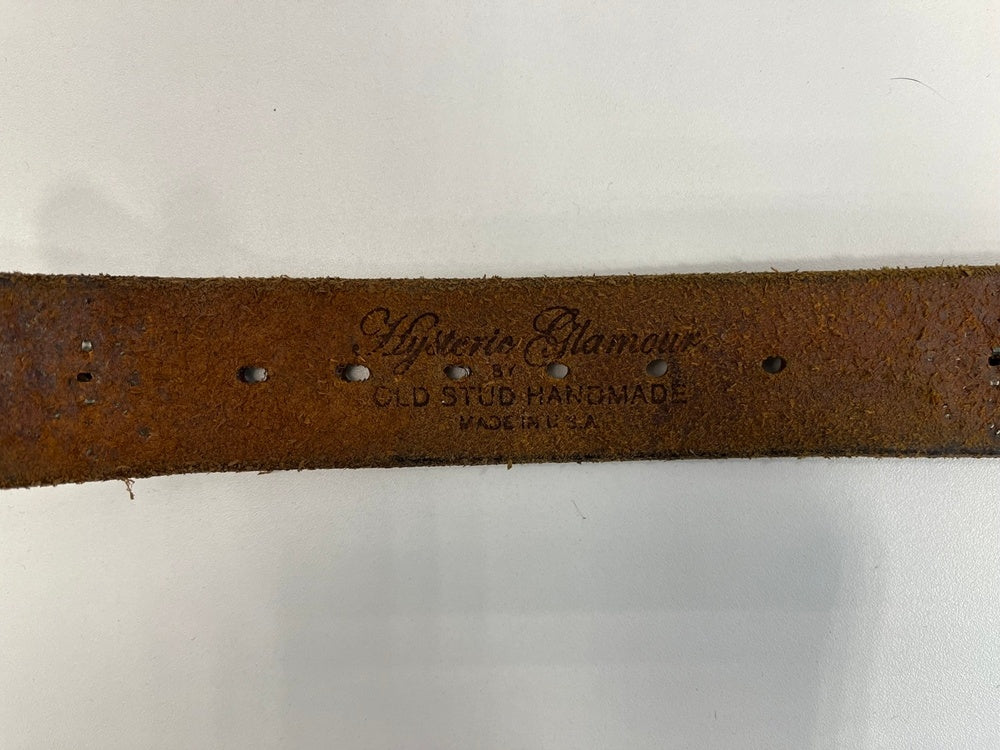 Hysteric Glamour
BY
OLD STUD HANDMADE
MADE IN U.S.A